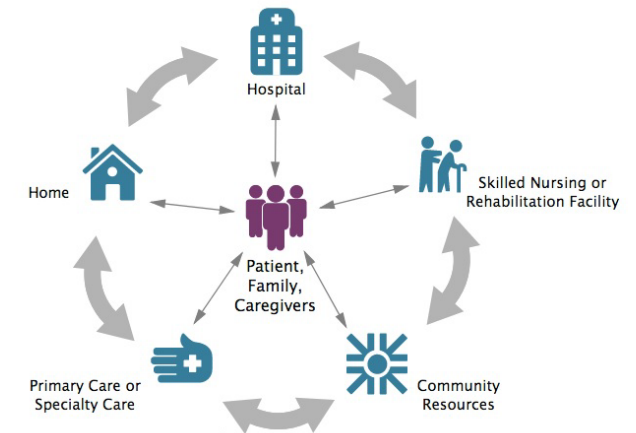 Hospital
Home
Skilled Nursing or
Rehabilitation Facility
Patient,
Family,
Caregivers
Primary Care or
Specialty Care
Community
Resources